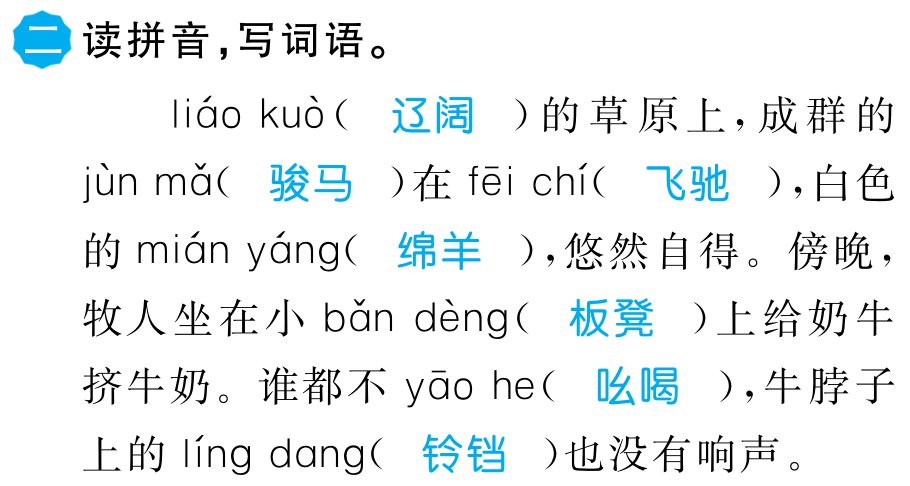 二 读拼音,写词语。
liáo kuò( 辽阔 )的草原上,成群的
jùn mǎ( 骏马 )在 fēi chí( 飞驰 ),白色
的 mián yáng( 绵羊 ),悠然自得。傍晚,
牧人坐在小 bǎn dèng( 板凳 )上给奶牛
挤牛奶。谁都不 yāo he( 吆喝 ),牛脖子
上的 líng dang( 铃铛 )也没有响声。